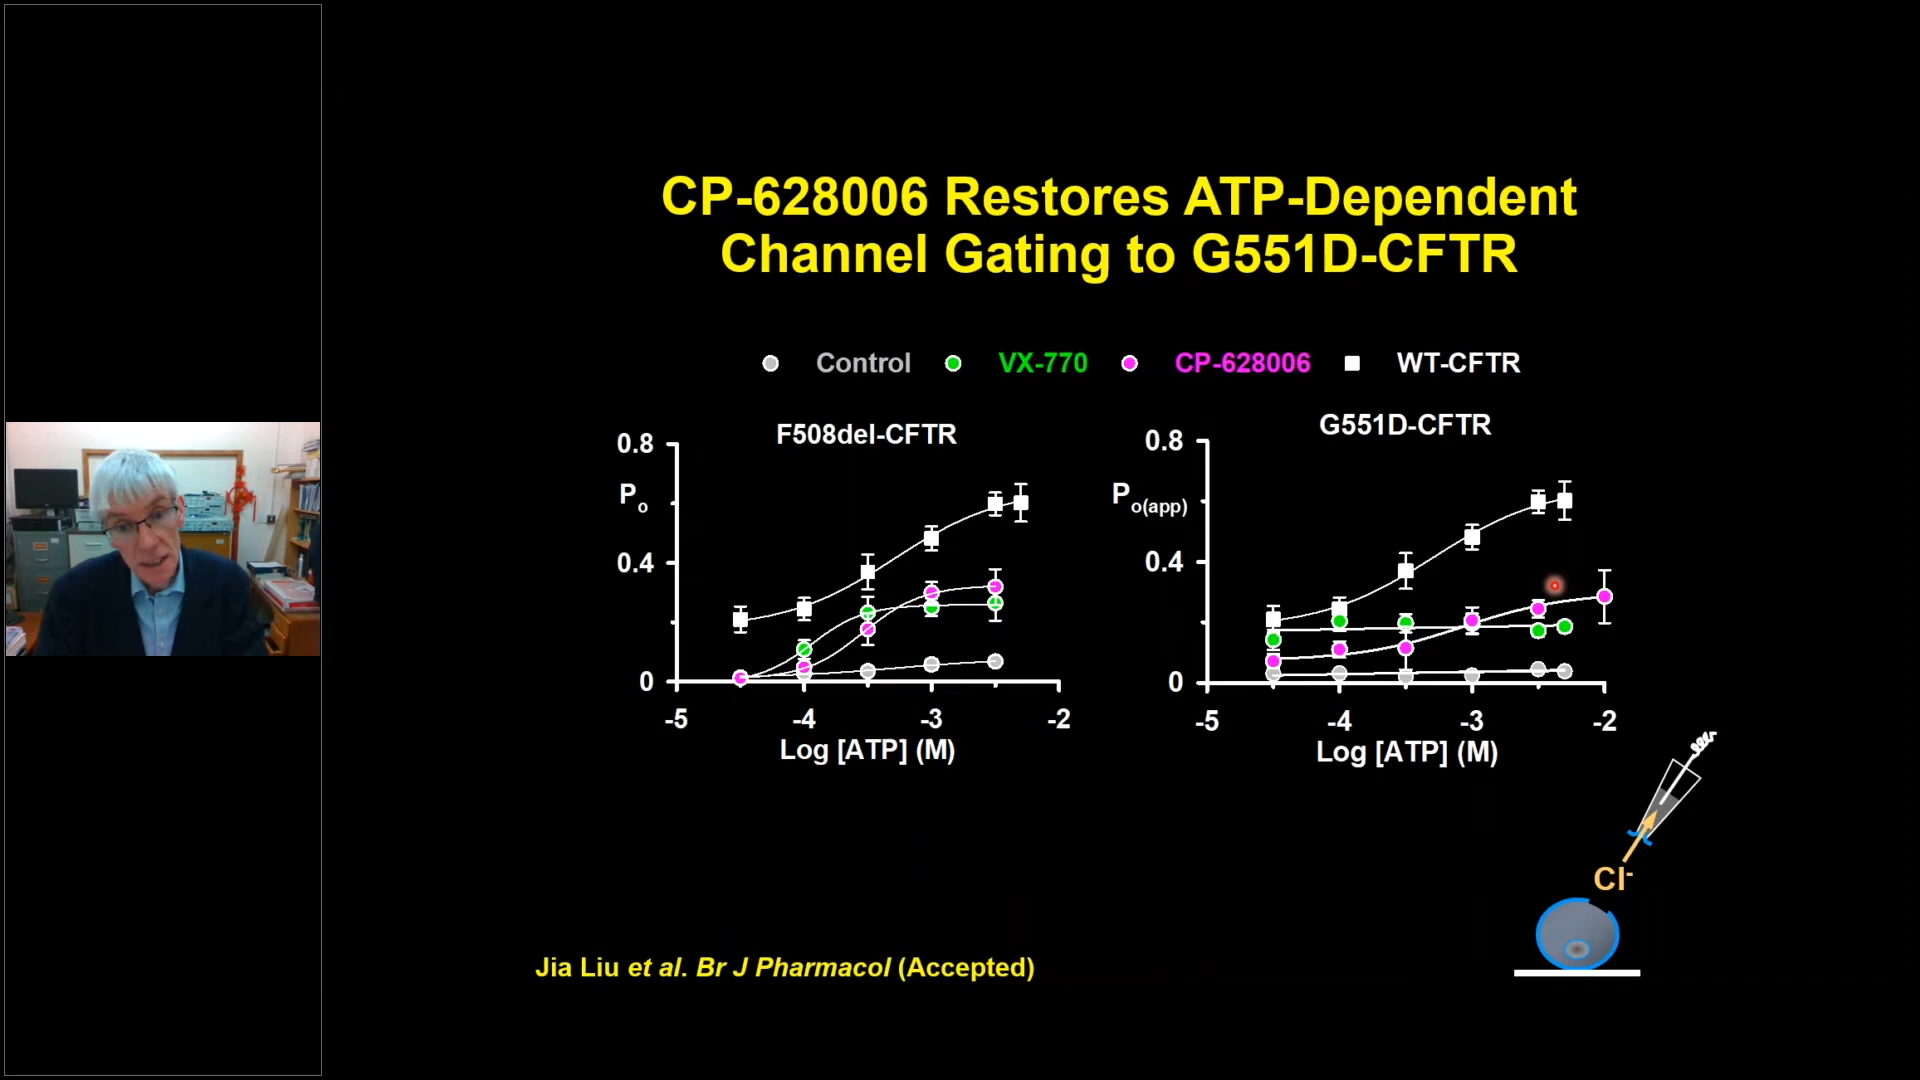 CP-628006 Restores ATP-Dependent
Channel Gating to G551D-CFTR
Control VX-770 CP-628006 WT-CFTR
F508del-CFTR
0.8
Po
0.4
0
-5 -4 -3 -2
Log [ATP] (M)
G551D-CFTR
0.8
Po(app)
0.4
0
-5 -4 -3 -2
Log [ATP] (M)
Cl-
Jia Liu et al. Br J Pharmacol (Accepted)